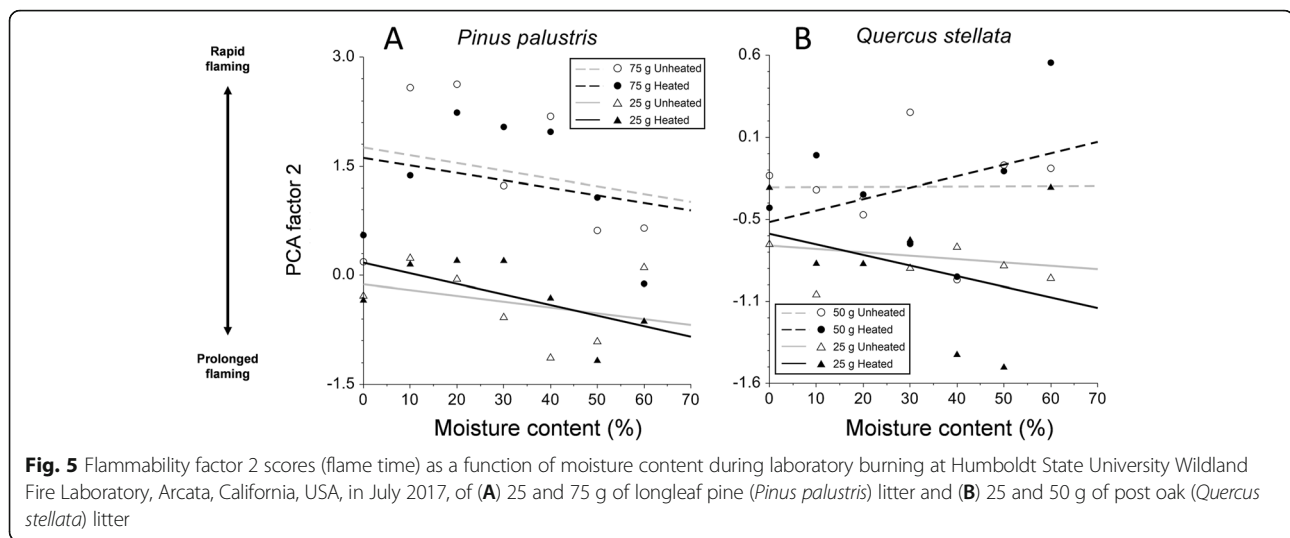 Rapid
flaming
Prolonged
flaming
A
Pinus palustris
75 g Unheated
75 g Heated
25 g Unheated
25 g Heated
PCA factor 2
3.0
1.5
0.0
-1.5
0 10 20 30 40 50 60 70
Moisture content (%)
B
Quercus stellata
50 g Unheated
50 g Heated
25 g Unheated
25 g Heated
0.6
0.1
-0.5
-1.1
-1.6
0 10 20 30 40 50 60 70
Moisture content (%)
Fig. 5 Flammability factor 2 scores (flame time) as a function of moisture content during laboratory burning at Humboldt State University Wildland
Fire Laboratory, Arcata, California, USA, in July 2017, of (A) 25 and 75 g of longleaf pine (Pinus palustris) litter and (B) 25 and 50 g of post oak (Quercus
stellata) litter